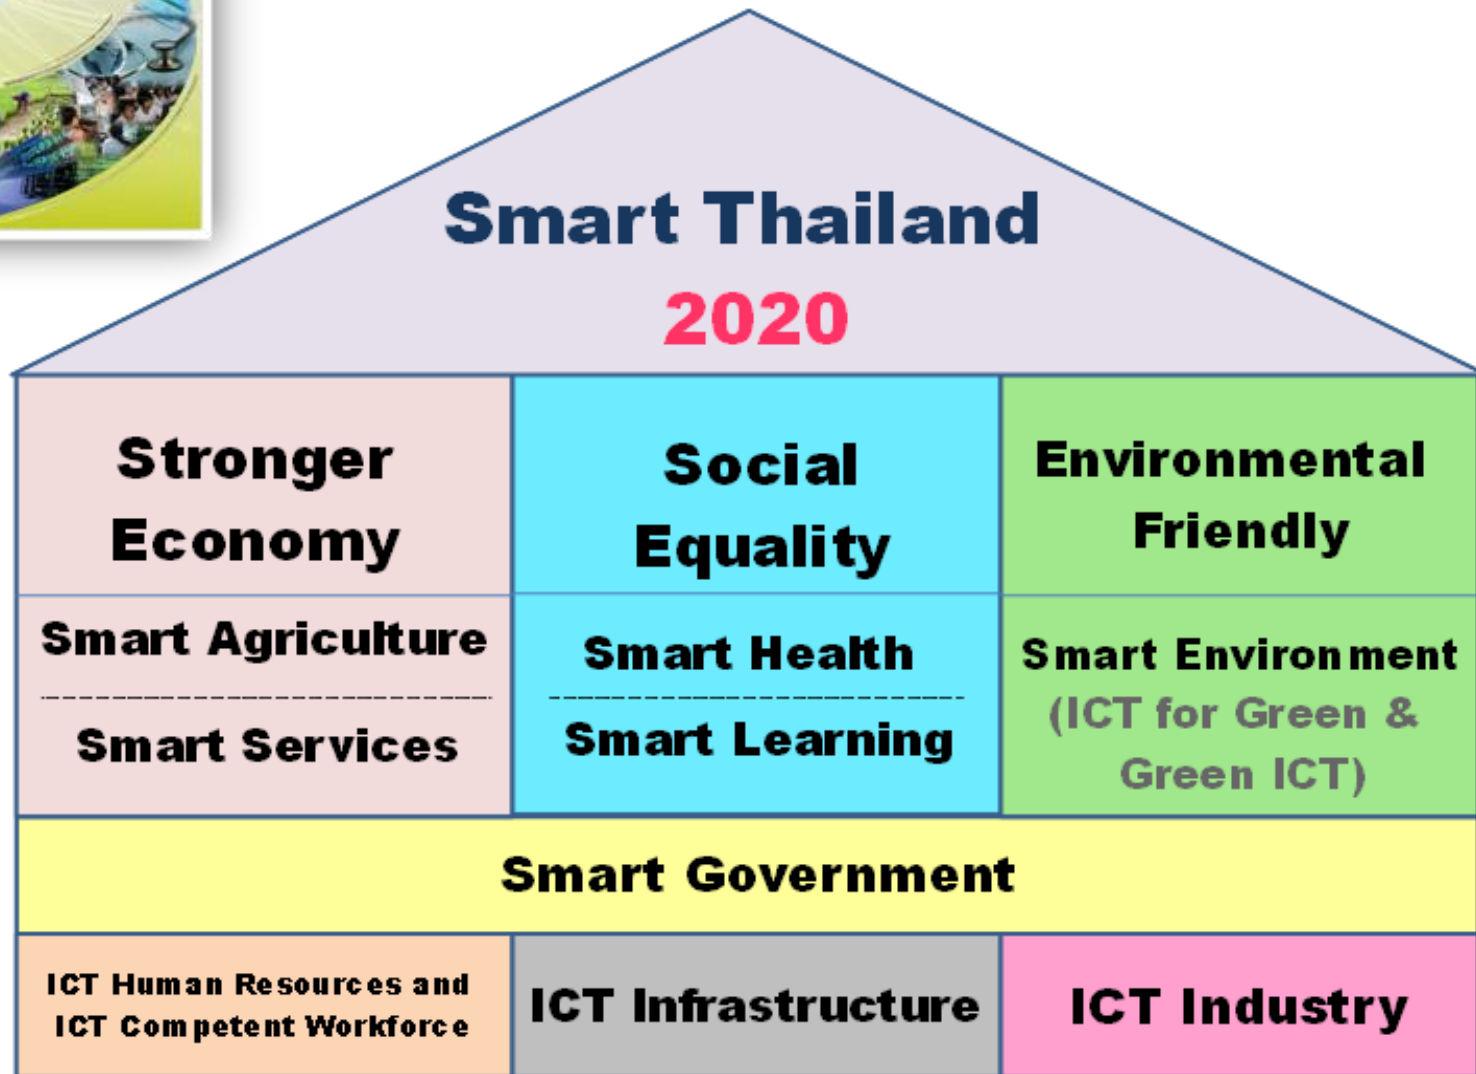 Smart Thailand
2020
Stronger
Economy
Social
Equality
Environmental
Friendly
Smart Agriculture
Smart Services
Smart Health
Smart Learning
Smart Environment
(ICT for Green &
Green ICT)
Smart Government
ICT Human Resources and
ICT Competent Workforce
ICT Infrastructure
ICT Industry